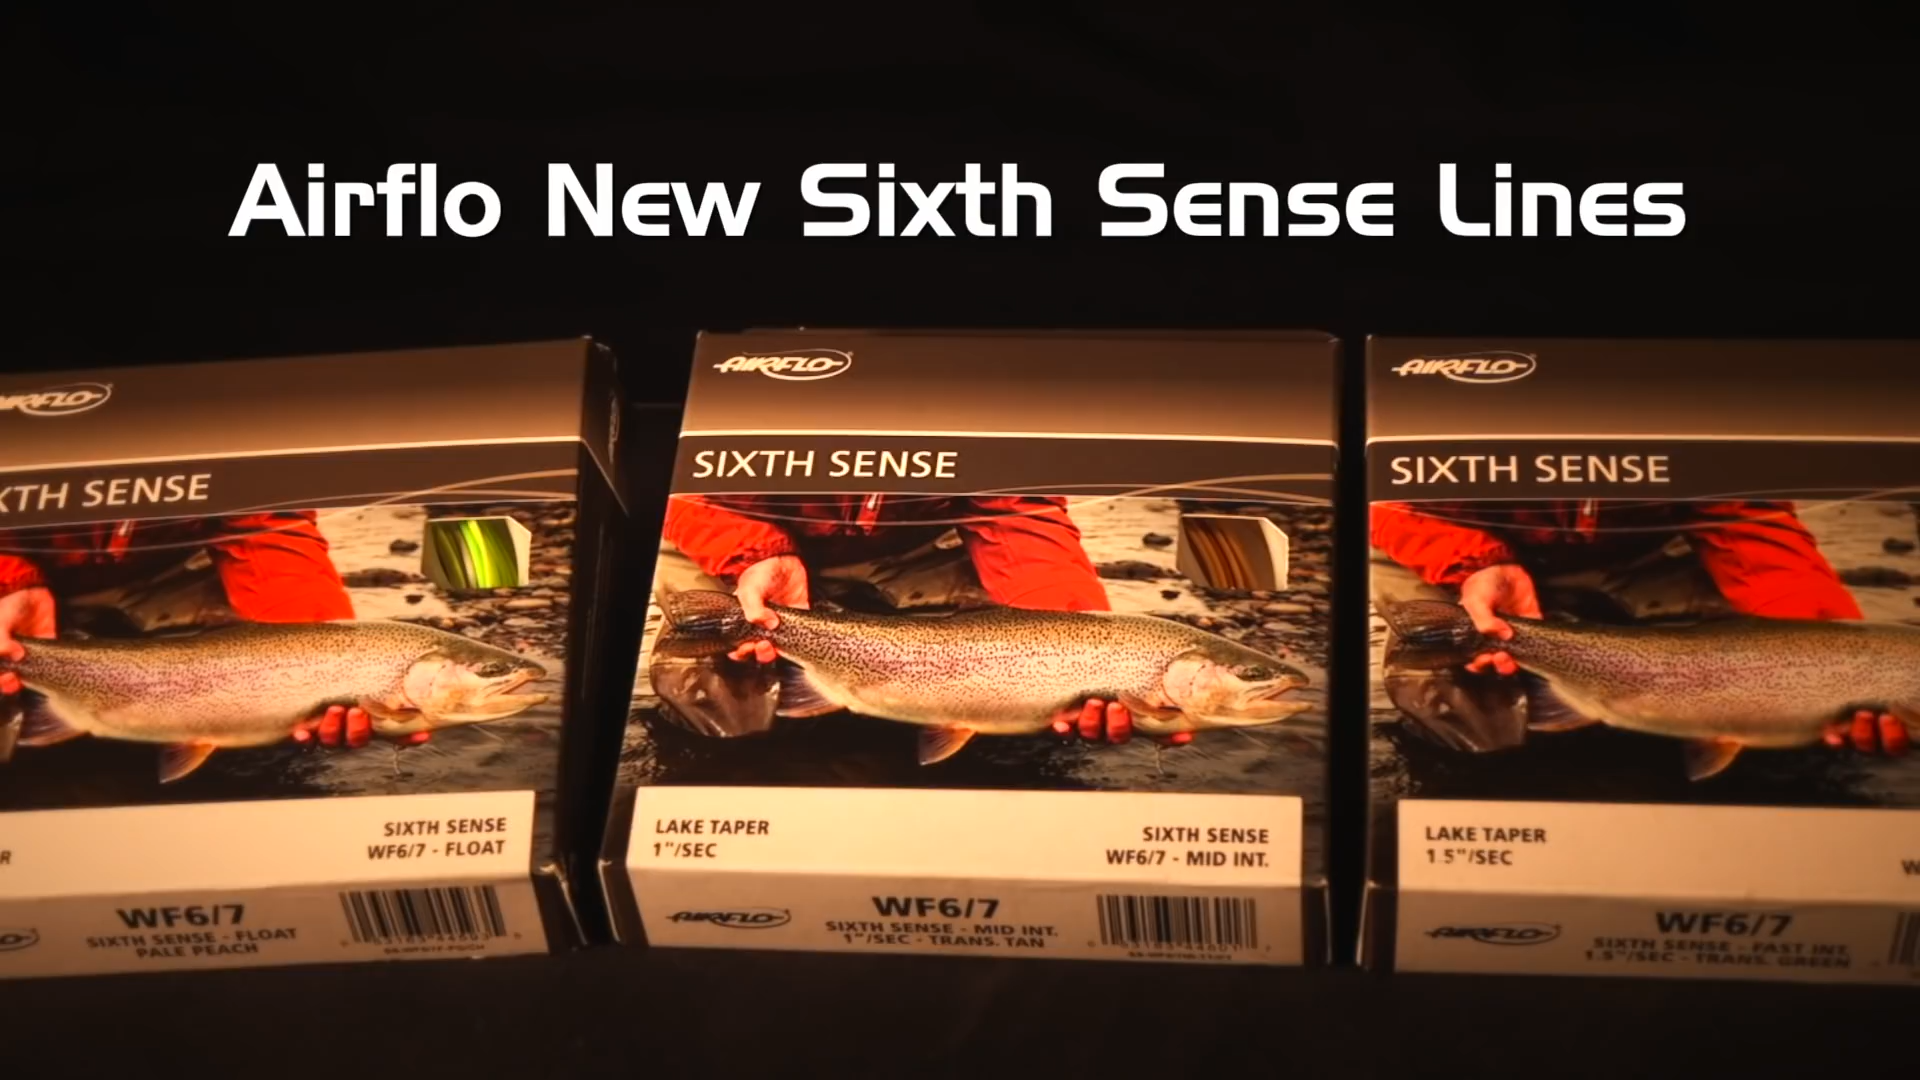 Airflo New Sixth Sense Lines
AIRFLO
SIXTH SENSE
SIXTH SENSE
WF6/7 - FLOAT
WF6/7
SIXTH SENSE - FLOAT
PALE PEACH
AIRFLO
SIXTH SENSE
LAKE TAPER
1"/SEC
SIXTH SENSE
WF6/7 - MID INT.
AIRFLO
WF6/7
SIXTH SENSE - MID INT.
1"/SEC - TRANS. TAN
AIRFLO
SIXTH SENSE
LAKE TAPER
1.5"/SEC
AIRFLO
WF6/7
SIXTH SENSE - FAST INT.
1.5"/SEC - TRANS. GREEN